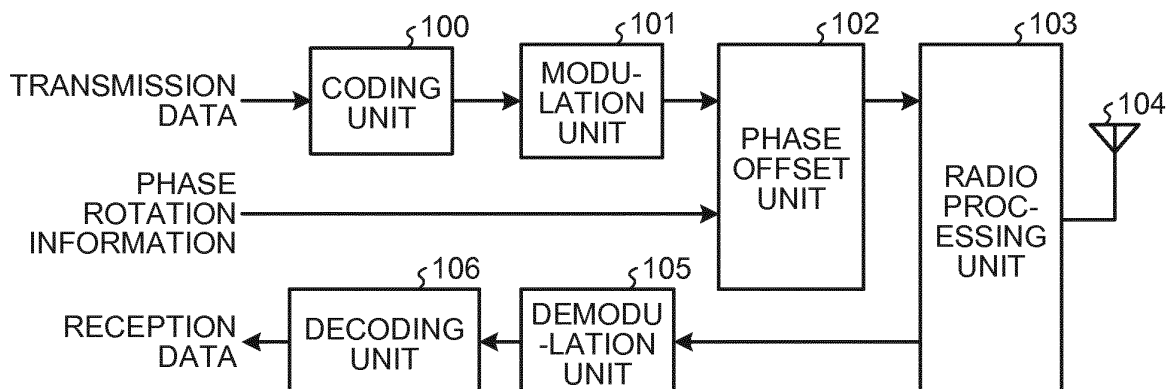 100
101
102
103
104
TRANSMISSION
DATA
CODING
UNIT
MODU-
LATION
UNIT
PHASE
OFFSET
UNIT
RADIO
PROC-
ESSING
UNIT
PHASE
ROTATION
INFORMATION
106
105
RECEPTION
DATA
DECODING
UNIT
DEMODU
-LATION
UNIT